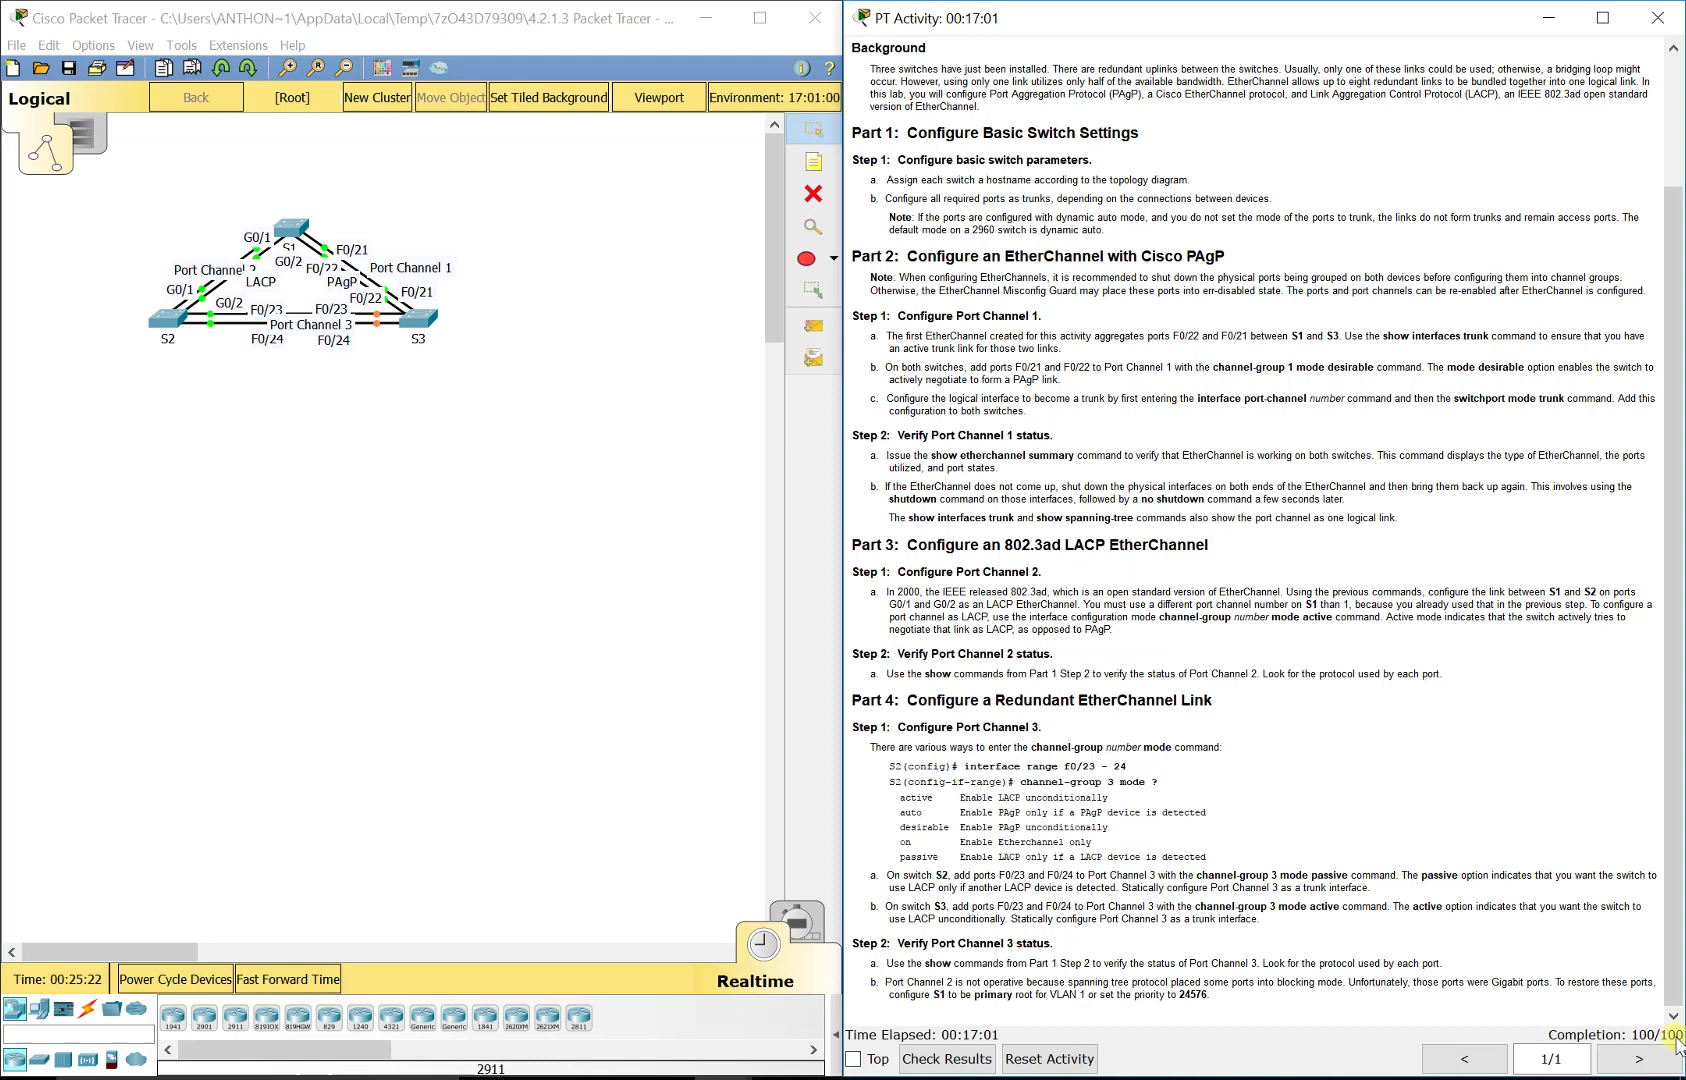 Cisco Packet Tracer - C:\Users\ANTHON~1\AppData\Local\Temp\7zO43D79309\4.2.1.3 Packet Tracer - ...
File Edit Options View Tools Extensions Help
Logical
Back
[Root]
New Cluster
Move Object
Set Tiled Background
Viewport
Environment: 17:01:00
G0/1
S1
F0/21
G0/2
F0/22
Port Channel 2
Port Channel 1
LACP
PAgP
G0/1
F0/21
F0/22
G0/2
F0/23
F0/23
Port Channel 3
S2
F0/24
F0/24
S3
Realtime
Time: 00:25:22
Power Cycle Devices
Fast Forward Time
1941
2901
2911
819IOX
819HGW
829
1240
4321
Generic
Generic
1841
2620XM
2621XM
2811
2911
PT Activity: 00:17:01
Background
Three switches have just been installed. There are redundant uplinks between the switches. Usually, only one of these links could be used; otherwise, a bridging loop might
occur. However, using only one link utilizes only half of the available bandwidth. EtherChannel allows up to eight redundant links to be bundled together into one logical link. In
this lab, you will configure Port Aggregation Protocol (PAgP), a Cisco EtherChannel protocol, and Link Aggregation Control Protocol (LACP), an IEEE 802.3ad open standard
version of EtherChannel.
Part 1: Configure Basic Switch Settings
Step 1: Configure basic switch parameters.
a. Assign each switch a hostname according to the topology diagram.
b. Configure all required ports as trunks, depending on the connections between devices.
Note: If the ports are configured with dynamic auto mode, and you do not set the mode of the ports to trunk, the links do not form trunks and remain access ports. The
default mode on a 2960 switch is dynamic auto.
Part 2: Configure an EtherChannel with Cisco PAgP
Note: When configuring EtherChannels, it is recommended to shut down the physical ports being grouped on both devices before configuring them into channel groups.
Otherwise, the EtherChannel Misconfig Guard may place these ports into err-disabled state. The ports and port channels can be re-enabled after EtherChannel is configured.
Step 1: Configure Port Channel 1.
a. The first EtherChannel created for this activity aggregates ports F0/22 and F0/21 between S1 and S3. Use the show interfaces trunk command to ensure that you have
an active trunk link for those two links.
b. On both switches, add ports F0/21 and F0/22 to Port Channel 1 with the channel-group 1 mode desirable command. The mode desirable option enables the switch to
actively negotiate to form a PAgP link.
c. Configure the logical interface to become a trunk by first entering the interface port-channel number command and then the switchport mode trunk command. Add this
configuration to both switches.
Step 2: Verify Port Channel 1 status.
a. Issue the show etherchannel summary command to verify that EtherChannel is working on both switches. This command displays the type of EtherChannel, the ports
utilized, and port states.
b. If the EtherChannel does not come up, shut down the physical interfaces on both ends of the EtherChannel and then bring them back up again. This involves using the
shutdown command on those interfaces, followed by a no shutdown command a few seconds later.
The show interfaces trunk and show spanning-tree commands also show the port channel as one logical link.
Part 3: Configure an 802.3ad LACP EtherChannel
Step 1: Configure Port Channel 2.
a. In 2000, the IEEE released 802.3ad, which is an open standard version of EtherChannel. Using the previous commands, configure the link between S1 and S2 on ports
G0/1 and G0/2 as an LACP EtherChannel. You must use a different port channel number on S1 than 1, because you already used that in the previous step. To configure a
port channel as LACP, use the interface configuration mode channel-group number mode active command. Active mode indicates that the switch actively tries to
negotiate that link as LACP, as opposed to PAgP.
Step 2: Verify Port Channel 2 status.
a. Use the show commands from Part 1 Step 2 to verify the status of Port Channel 2. Look for the protocol used by each port.
Part 4: Configure a Redundant EtherChannel Link
Step 1: Configure Port Channel 3.
There are various ways to enter the channel-group number mode command:
S2(config)# interface range f0/23 - 24
S2(config-if-range)# channel-group 3 mode ?
active Enable LACP unconditionally
auto Enable PAgP only if a PAgP device is detected
desirable Enable PAgP unconditionally
on Enable Etherchannel only
passive Enable LACP only if a LACP device is detected
a. On switch S2, add ports F0/23 and F0/24 to Port Channel 3 with the channel-group 3 mode passive command. The passive option indicates that you want the switch to
use LACP only if another LACP device is detected. Statically configure Port Channel 3 as a trunk interface.
b. On switch S3, add ports F0/23 and F0/24 to Port Channel 3 with the channel-group 3 mode active command. The active option indicates that you want the switch to
use LACP unconditionally. Statically configure Port Channel 3 as a trunk interface.
Step 2: Verify Port Channel 3 status.
a. Use the show commands from Part 1 Step 2 to verify the status of Port Channel 3. Look for the protocol used by each port.
b. Port Channel 2 is not operative because spanning tree protocol placed some ports into blocking mode. Unfortunately, those ports were Gigabit ports. To restore these ports,
configure S1 to be primary root for VLAN 1 or set the priority to 24576.
Time Elapsed: 00:17:01
Completion: 100/100
Top
Check Results
Reset Activity
<
1/1
>